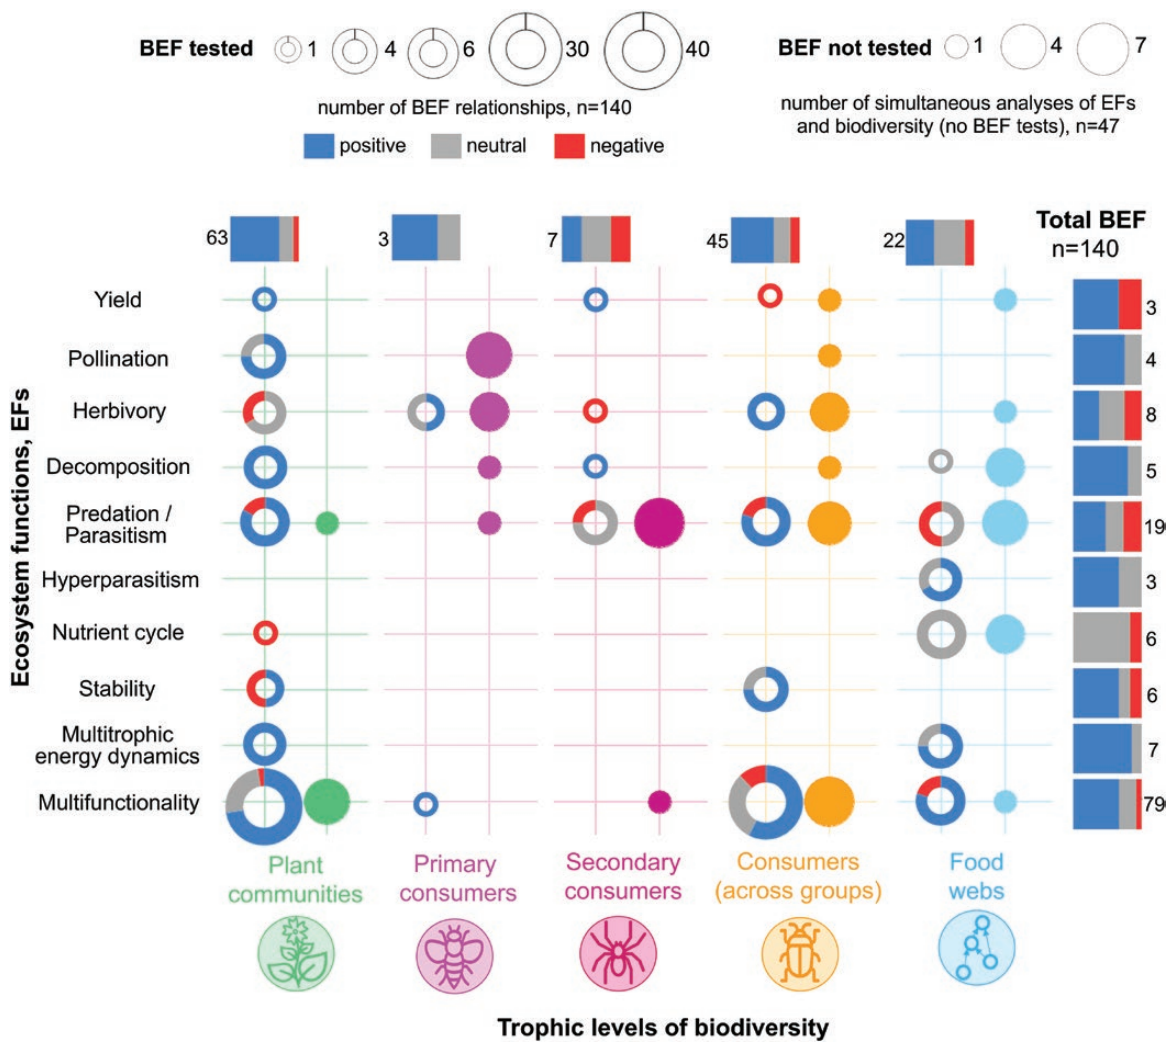 BEF tested 1 4 6 30 40
BEF not tested 1 4 7
number of BEF relationships, n=140
number of simultaneous analyses of EFs
and biodiversity (no BEF tests), n=47
positive neutral negative
63 3 7 45 22
Total BEF
n=140
Ecosystem functions, EFs
Yield 3
Pollination 4
Herbivory 8
Decomposition 5
Predation /
Parasitism 19
Hyperparasitism 3
Nutrient cycle 6
Stability 6
Multitrophic
energy dynamics 7
Multifunctionality 79
Plant
communities
Primary
consumers
Secondary
consumers
Consumers
(across groups)
Food
webs
Trophic levels of biodiversity